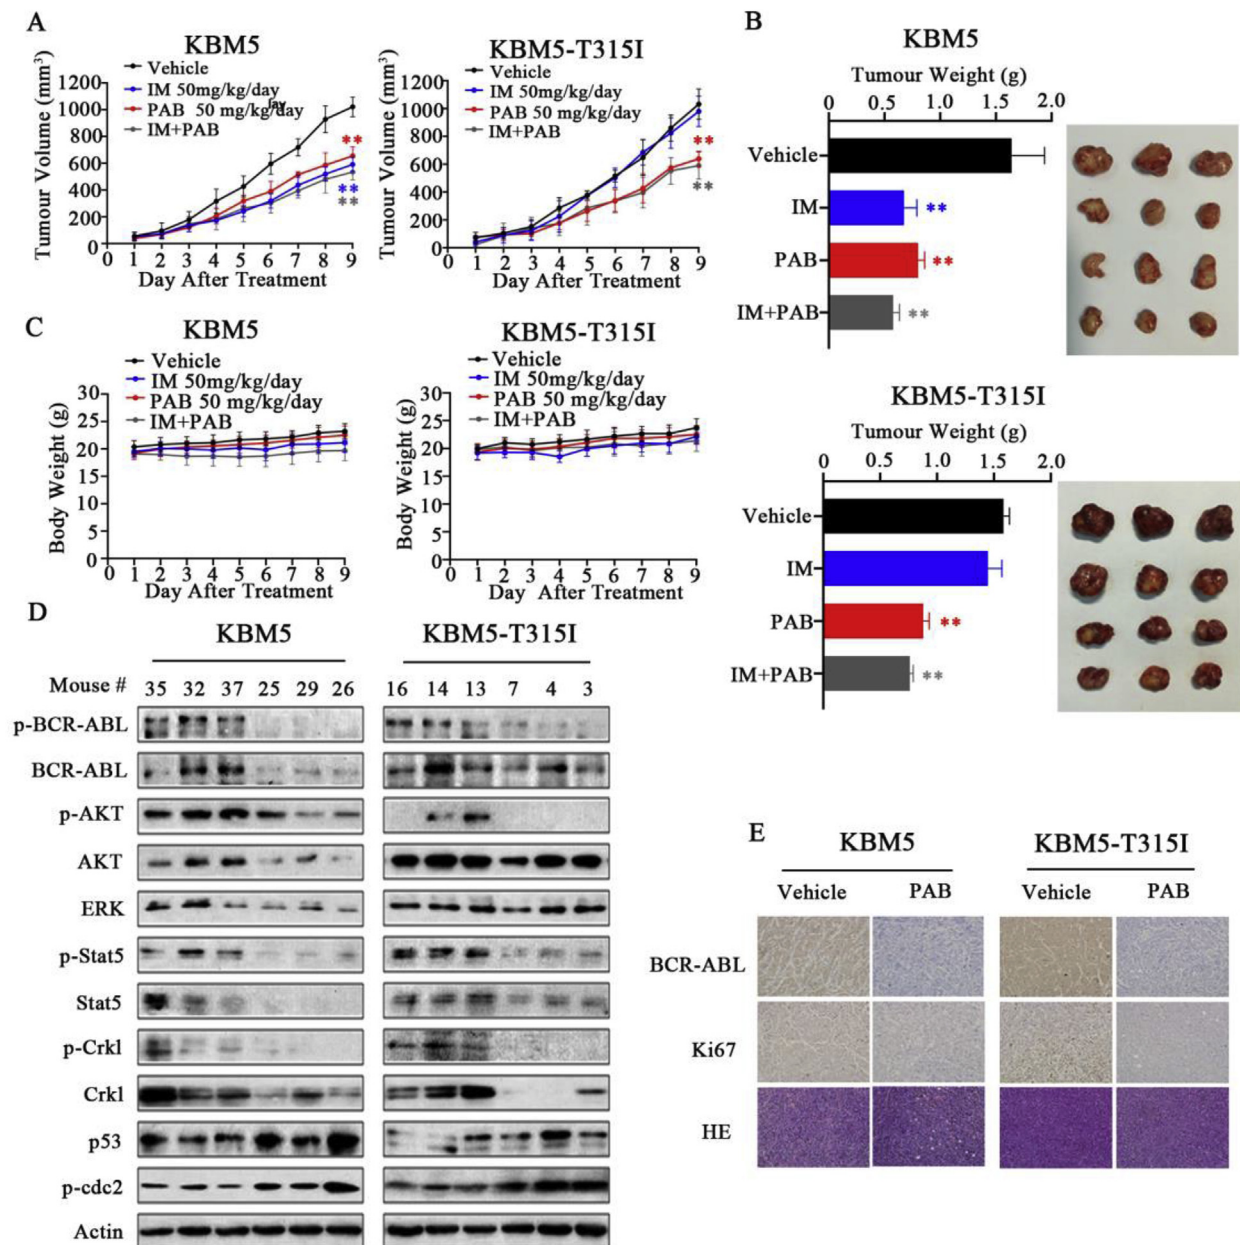 A
KBM5
Vehicle
IM 50mg/kg/day
PAB 50 mg/kg/day
IM+PAB
Tumour Volume (mm³)
1200
1000
800
600
400
200
0
**
**
**
0 1 2 3 4 5 6 7 8 9
Day After Treatment
KBM5-T315I
Vehicle
IM 50mg/kg/day
PAB 50 mg/kg/day
IM+PAB
Tumour Volume (mm³)
1200
1000
800
600
400
200
0
**
**
0 1 2 3 4 5 6 7 8 9
Day After Treatment
B
KBM5
Tumour Weight (g)
0 0.5 1.0 1.5 2.0
Vehicle
IM **
PAB **
IM+PAB **
KBM5-T315I
Tumour Weight (g)
0 0.5 1.0 1.5 2.0
Vehicle
IM
PAB **
IM+PAB **
C
KBM5
Vehicle
IM 50mg/kg/day
PAB 50 mg/kg/day
IM+PAB
Body Weight (g)
30
25
20
15
10
5
0
0 1 2 3 4 5 6 7 8 9
Day After Treatment
KBM5-T315I
Vehicle
IM 50mg/kg/day
PAB 50 mg/kg/day
IM+PAB
Body Weight (g)
30
25
20
15
10
5
0
0 1 2 3 4 5 6 7 8 9
Day After Treatment
D
KBM5 KBM5-T315I
Mouse # 35 32 37 25 29 26 16 14 13 7 4 3
p-BCR-ABL
BCR-ABL
p-AKT
AKT
ERK
p-Stat5
Stat5
p-Crkl
Crkl
p53
p-cdc2
Actin
E
KBM5 KBM5-T315I
Vehicle PAB Vehicle PAB
BCR-ABL
Ki67
HE